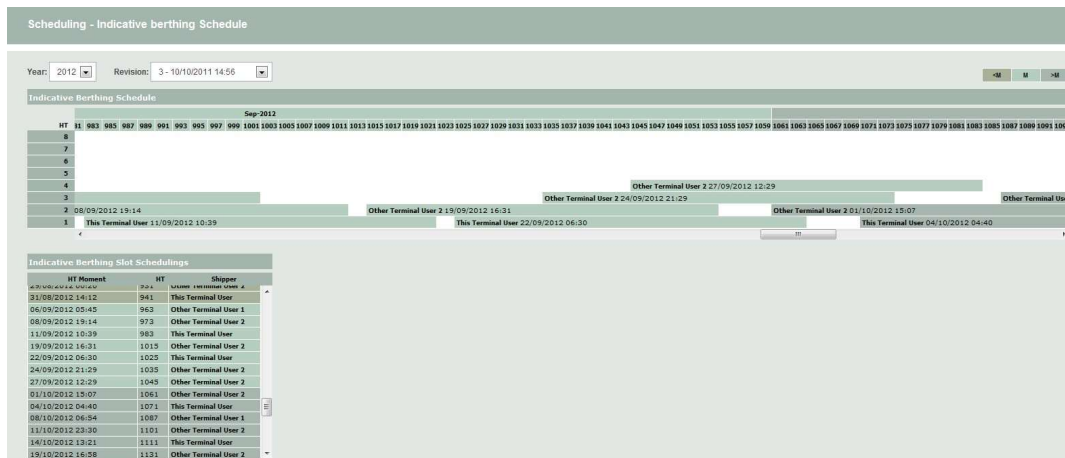 Scheduling - Indicative berthing Schedule
Year: 2012 Revision: 3 - 10/10/2011 14:56
<M M >M
Indicative Berthing Schedule
Sep-2012
HT 983 985 987 989 991 993 995 997 999 1001 1003 1005 1007 1009 1011 1013 1015 1017 1019 1021 1023 1025 1027 1029 1031 1033 1035 1037 1039 1041 1043 1045 1047 1049 1051 1053 1055 1057 1059 1061 1063 1065 1067 1069 1071 1073 1075 1077 1079 1081 1083 1085 1087 1089 1091
8
7
6
5
4 Other Terminal User 2 27/09/2012 12:29
3 Other Terminal User 2 24/09/2012 21:29 Other Terminal Use
2 08/09/2012 19:14 Other Terminal User 2 19/09/2012 16:31 Other Terminal User 2 01/10/2012 15:07
1 This Terminal User 11/09/2012 10:39 This Terminal User 22/09/2012 06:30 This Terminal User 04/10/2012 04:40
Indicative Berthing Slot Schedulings
HT Moment HT Shipper
31/08/2012 14:12 941 This Terminal User
06/09/2012 05:45 963 Other Terminal User 1
08/09/2012 19:14 973 Other Terminal User 2
11/09/2012 10:39 983 This Terminal User
19/09/2012 16:31 1015 Other Terminal User 2
22/09/2012 06:30 1025 This Terminal User
24/09/2012 21:29 1035 Other Terminal User 2
27/09/2012 12:29 1045 Other Terminal User 2
01/10/2012 15:07 1061 Other Terminal User 2
04/10/2012 04:40 1071 This Terminal User
08/10/2012 06:54 1087 Other Terminal User 1
11/10/2012 23:30 1101 Other Terminal User 2
14/10/2012 13:21 1111 This Terminal User
19/10/2012 16:58 1131 Other Terminal User 2